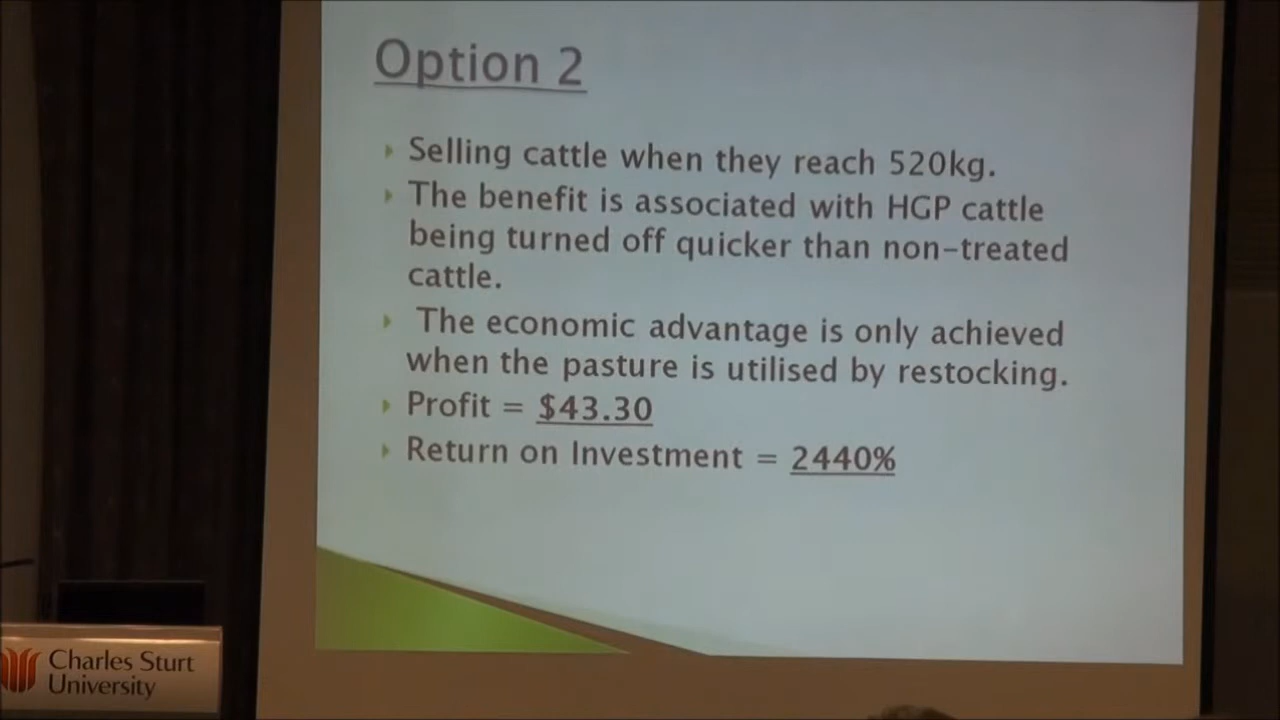 Option 2
Selling cattle when they reach 520kg.
The benefit is associated with HGP cattle
being turned off quicker than non-treated
cattle.
The economic advantage is only achieved
when the pasture is utilised by restocking.
Profit = $43.30
Return on Investment = 2440%
Charles Sturt
University